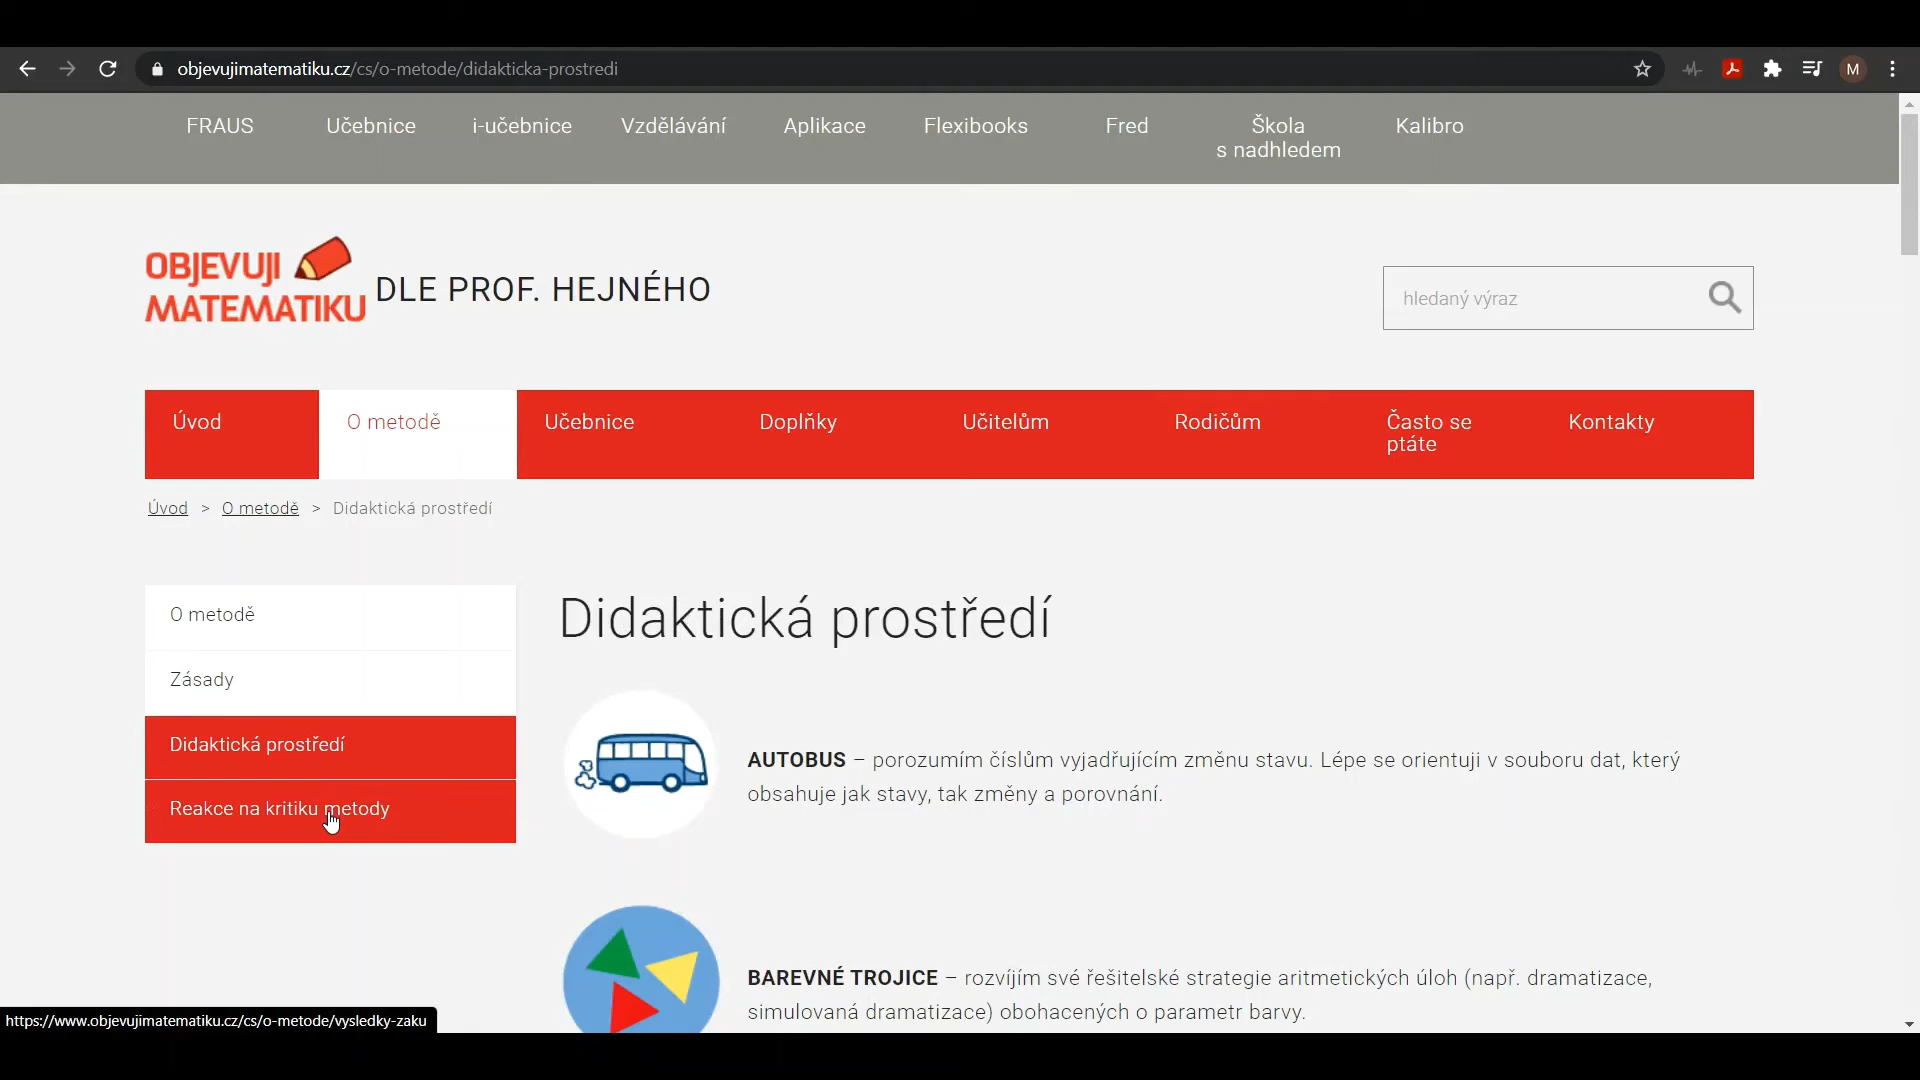 objevujimatematiku.cz/cs/o-metode/didakticka-prostredi
M
FRAUS
Učebnice
i-učebnice
Vzdělávání
Aplikace
Flexibooks
Fred
Škola
s nadhledem
Kalibro
OBJEVUJI
MATEMATIKU
DLE PROF. HEJNÉHO
hledaný výraz
Úvod
O metodě
Učebnice
Doplňky
Učitelům
Rodičům
Často se
ptáte
Kontakty
Úvod > O metodě > Didaktická prostředí
O metodě
Zásady
Didaktická prostředí
Reakce na kritiku metody
Didaktická prostředí
AUTOBUS – porozumím číslům vyjadřujícím změnu stavu. Lépe se orientuji v souboru dat, který
obsahuje jak stavy, tak změny a porovnání.
BAREVNÉ TROJICE – rozvíjím své řešitelské strategie aritmetických úloh (např. dramatizace,
simulovaná dramatizace) obohacených o parametr barvy.
https://www.objevujimatematiku.cz/cs/o-metode/vysledky-zaku